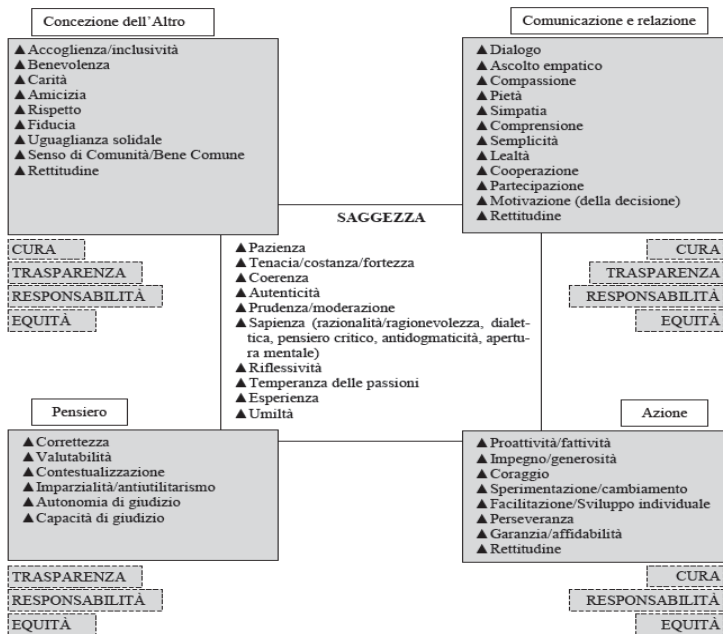 Concezione dell'Altro
▲ Accoglienza/inclusività
▲ Benevolenza
▲ Carità
▲ Amicizia
▲ Rispetto
▲ Fiducia
▲ Uguaglianza solidale
▲ Senso di Comunità/Bene Comune
▲ Rettitudine
CURA
TRASPARENZA
RESPONSABILITÀ
EQUITÀ
Comunicazione e relazione
▲ Dialogo
▲ Ascolto empatico
▲ Compassione
▲ Pietà
▲ Simpatia
▲ Comprensione
▲ Semplicità
▲ Lealtà
▲ Cooperazione
▲ Partecipazione
▲ Motivazione (della decisione)
▲ Rettitudine
CURA
TRASPARENZA
RESPONSABILITÀ
EQUITÀ
SAGGEZZA
▲ Pazienza
▲ Tenacia/costanza/fortezza
▲ Coerenza
▲ Autenticità
▲ Prudenza/moderazione
▲ Sapienza (razionalità/ragionevolezza, dialet-
tica, pensiero critico, antidogmaticità, apertu-
ra mentale)
▲ Riflessività
▲ Temperanza delle passioni
▲ Esperienza
▲ Umiltà
Pensiero
▲ Correttezza
▲ Valutabilità
▲ Contestualizzazione
▲ Imparzialità/antiutilitarismo
▲ Autonomia di giudizio
▲ Capacità di giudizio
TRASPARENZA
RESPONSABILITÀ
EQUITÀ
Azione
▲ Proattività/fattività
▲ Impegno/generosità
▲ Coraggio
▲ Sperimentazione/cambiamento
▲ Facilitazione/Sviluppo individuale
▲ Perseveranza
▲ Garanzia/affidabilità
▲ Rettitudine
CURA
RESPONSABILITÀ
EQUITÀ